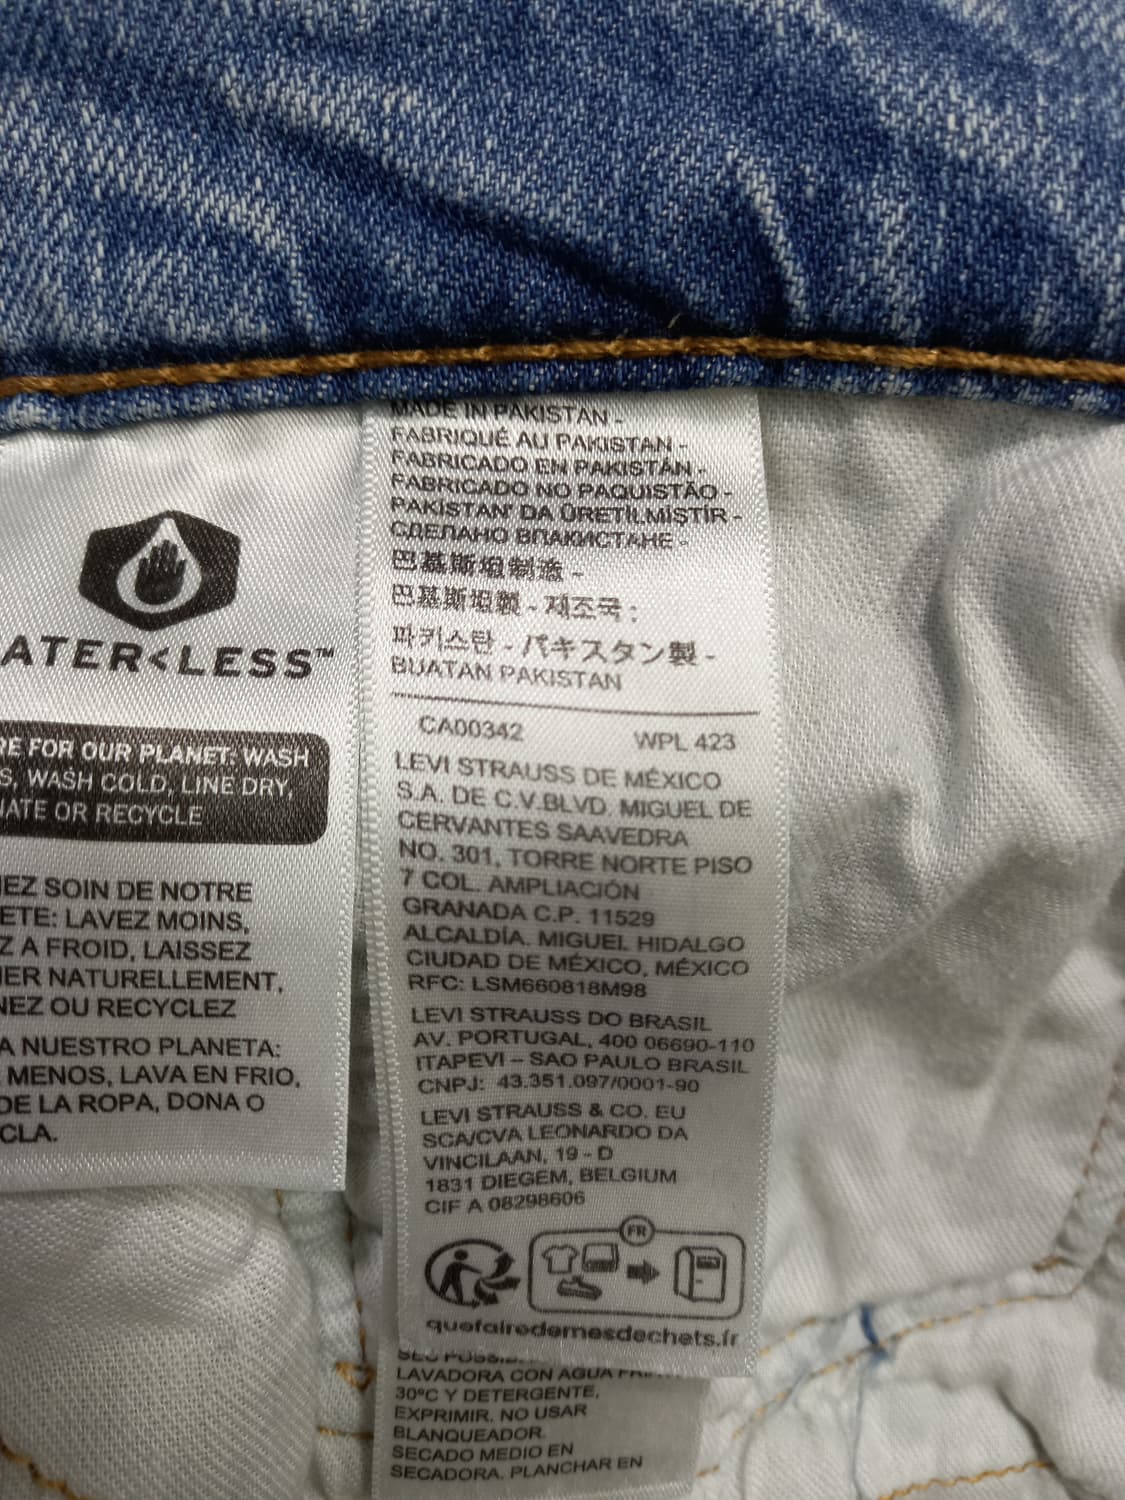 ATER<LESS™
RE FOR OUR PLANET: WASH
S, WASH COLD, LINE DRY,
ATE OR RECYCLE
EZ SOIN DE NOTRE
ETE: LAVEZ MOINS,
Z A FROID, LAISSEZ
ER NATURELLEMENT,
NEZ OU RECYCLEZ
A NUESTRO PLANETA:
MENOS, LAVA EN FRIO,
DE LA ROPA, DONA O
CLA.
MADE IN PAKISTAN -
FABRIQUÉ AU PAKISTAN -
FABRICADO EN PAKISTÁN -
FABRICADO NO PAQUISTÃO -
PAKİSTAN' DA ÜRETİLMİŞTİR -
СДЕЛАНО ВПАКИСТАНЕ -
巴基斯坦制造 -
巴基斯坦製 - 제조국 :
파키스탄 - パキスタン製 -
BUATAN PAKISTAN
CA00342 WPL 423
LEVI STRAUSS DE MÉXICO
S.A. DE C.V.BLVD. MIGUEL DE
CERVANTES SAAVEDRA
NO. 301, TORRE NORTE PISO
7 COL. AMPLIACIÓN
GRANADA C.P. 11529
ALCALDÍA. MIGUEL HIDALGO
CIUDAD DE MÉXICO, MÉXICO
RFC: LSM660818M98
LEVI STRAUSS DO BRASIL
AV. PORTUGAL, 400 06690-110
ITAPEVI – SAO PAULO BRASIL
CNPJ: 43.351.097/0001-90
LEVI STRAUSS & CO. EU
SCA/CVA LEONARDO DA
VINCILAAN, 19 - D
1831 DIEGEM, BELGIUM
CIF A 08298606
FR
quefairedemesdechets.fr
LAVADORA CON AGUA
30°C Y DETERGENTE,
EXPRIMIR. NO USAR
BLANQUEADOR.
SECADO MEDIO EN
SECADORA. PLANCHAR EN